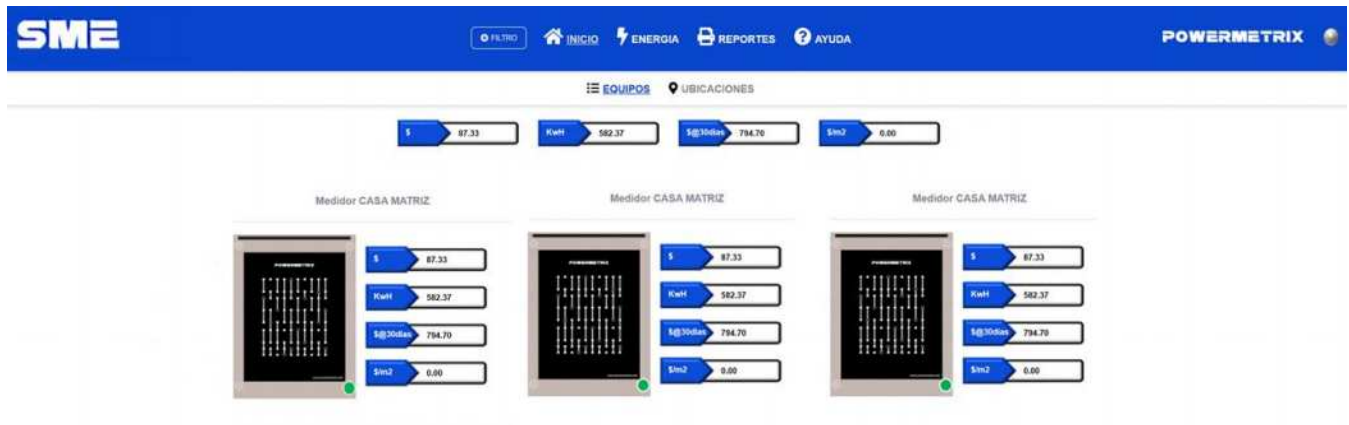 SME
FILTRO INICIO ENERGIA REPORTES AYUDA
POWERMETRIX
EQUIPOS UBICACIONES
$ 87.33 KwH 582.37 $@30dias 794.70 $/m2 0.00
Medidor CASA MATRIZ
POWERMETRIX
$ 87.33
KwH 582.37
$@30dias 794.70
$/m2 0.00
Medidor CASA MATRIZ
POWERMETRIX
$ 87.33
KwH 582.37
$@30dias 794.70
$/m2 0.00
Medidor CASA MATRIZ
POWERMETRIX
$ 87.33
KwH 582.37
$@30dias 794.70
$/m2 0.00